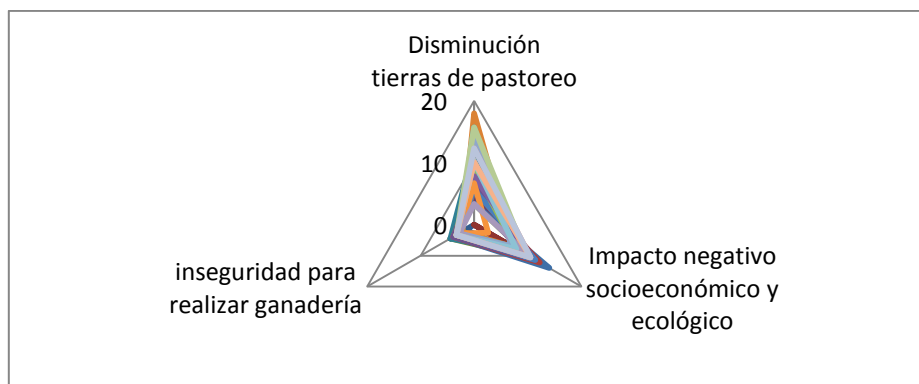 Disminución
tierras de pastoreo
20
10
0
Impacto negativo
socioeconómico y
ecológico
inseguridad para
realizar ganadería